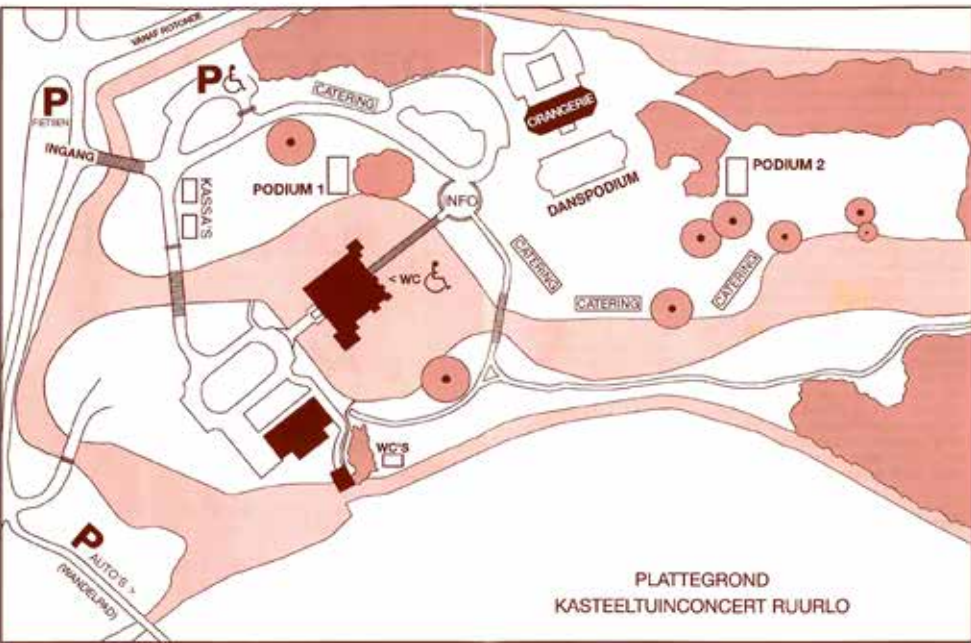 VANAF ROTONDE
P
FIETSEN
INGANG
P
CATERING
ORANGERIE
DANSPODIUM
PODIUM 1
PODIUM 2
KASSA'S
INFO
< WC
CATERING
CATERING
CATERING
WC'S
P
AUTO'S >
(WANDELPAD)
PLATTEGROND
KASTEELTUINCONCERT RUURLO